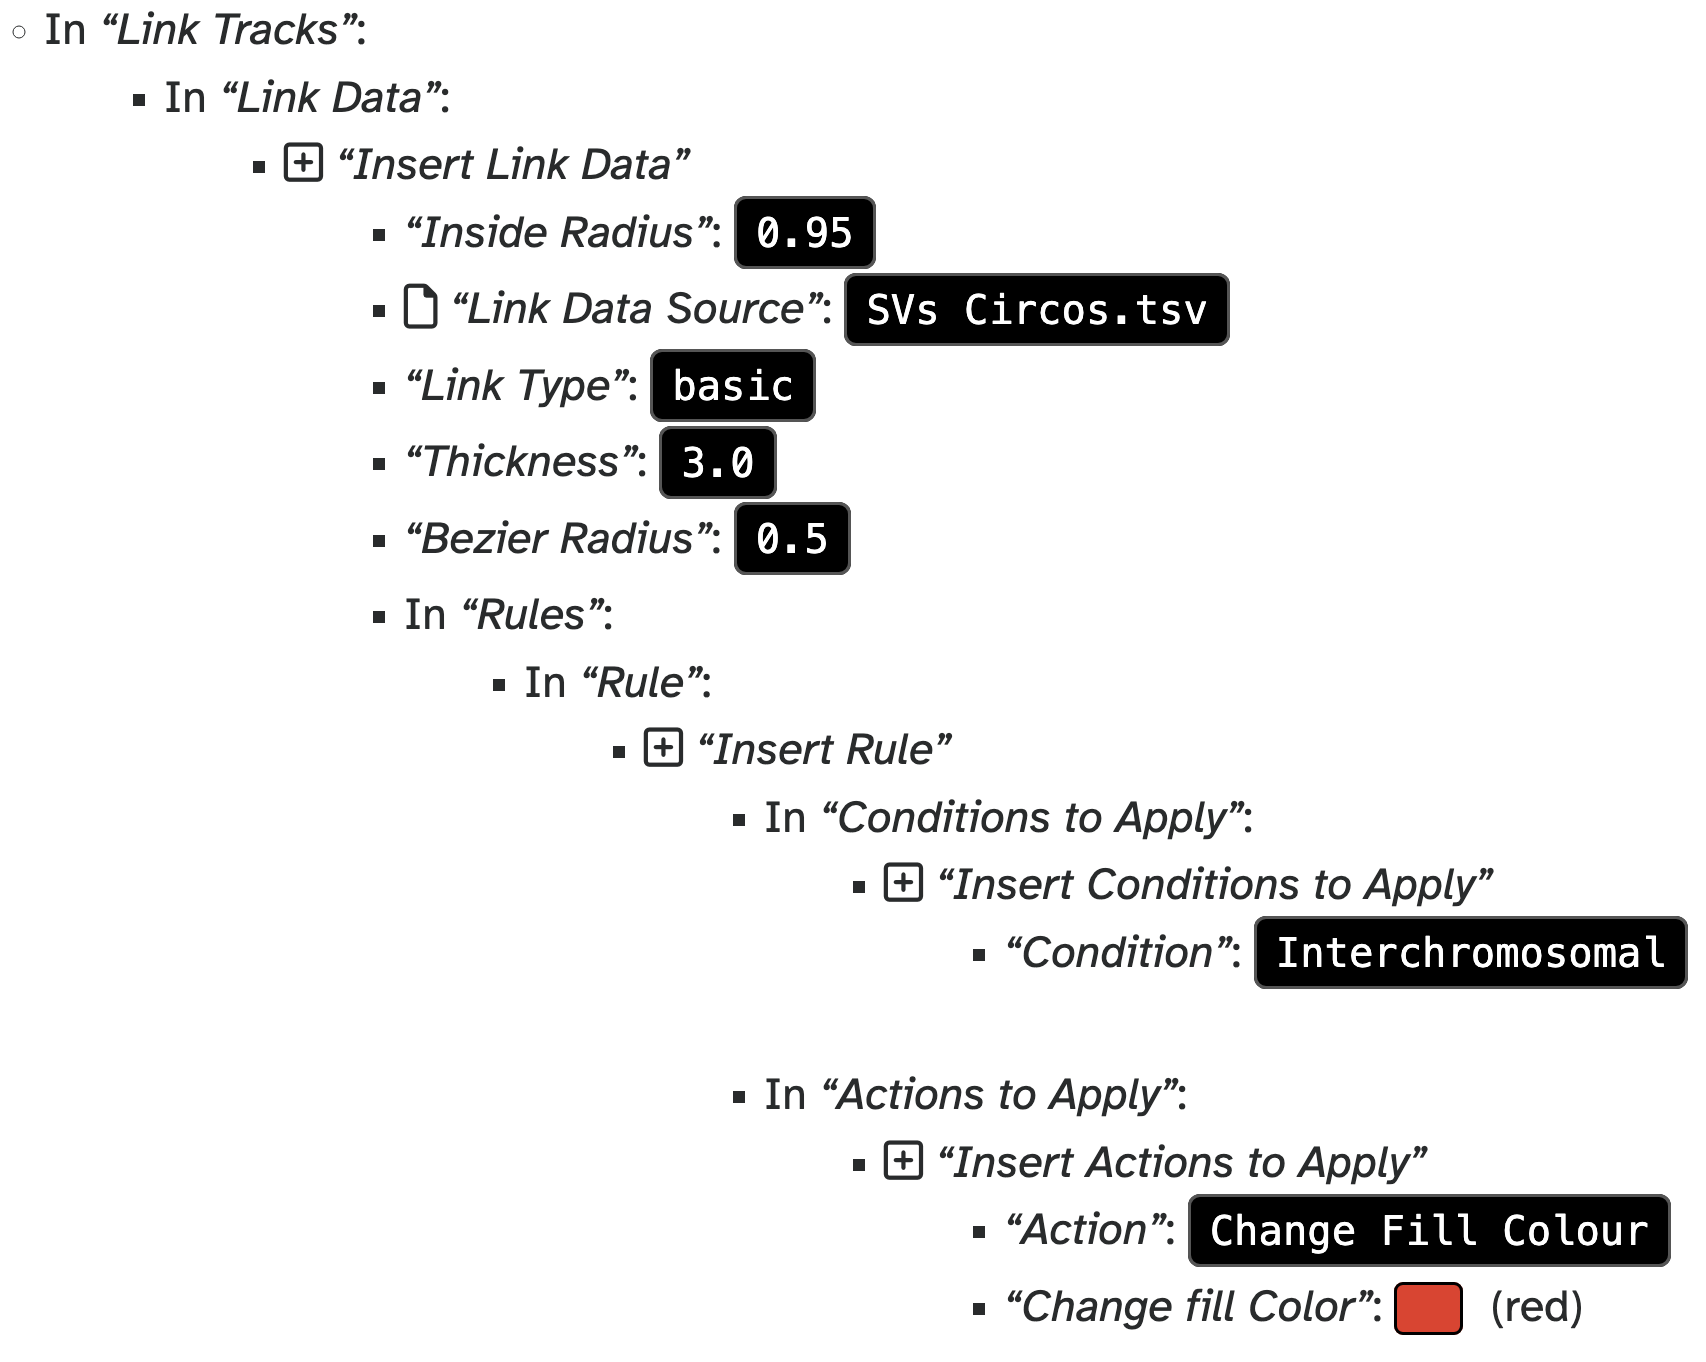 In “Link Tracks”:
In “Link Data”:
“Insert Link Data”
“Inside Radius”: 0.95
“Link Data Source”: SVs Circos.tsv
“Link Type”: basic
“Thickness”: 3.0
“Bezier Radius”: 0.5
In “Rules”:
In “Rule”:
“Insert Rule”
In “Conditions to Apply”:
“Insert Conditions to Apply”
“Condition”: Interchromosomal
In “Actions to Apply”:
“Insert Actions to Apply”
“Action”: Change Fill Colour
“Change fill Color”: (red)